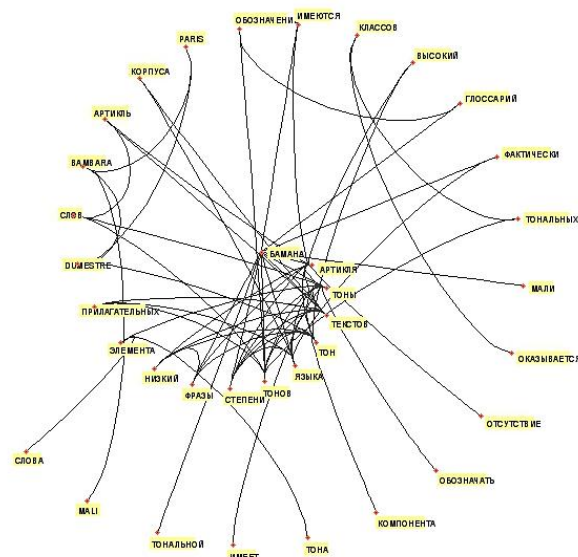 ОБОЗНАЧЕНИ
ИМЕЮТСЯ
КЛАССОВ
PARIS
ВЫСОКИЙ
КОРПУСА
ГЛОССАРИЙ
АРТИКЛЬ
ФАКТИЧЕСКИ
BAMBARA
СЛОВ
ТОНАЛЬНЫХ
БАМАНА
DUMESTRE
АРТИКЛЯ
МАЛИ
ТОНЫ
ПРИЛАГАТЕЛЬНЫХ
ТЕКСТОВ
ЭЛЕМЕНТА
ТОН
ОКАЗЫВАЕТСЯ
НИЗКИЙ
ЯЗЫКА
ФРАЗЫ
СТЕПЕНИ
ТОНОВ
ОТСУТСТВИЕ
СЛОВА
ОБОЗНАЧАТЬ
MALI
КОМПОНЕНТА
ТОНАЛЬНОЙ
ТОНА
ИМЕЕТ